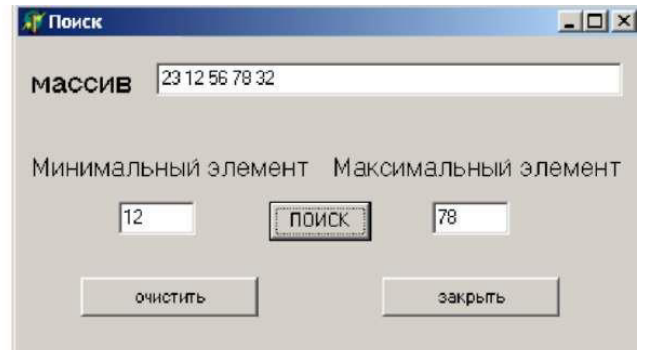 Поиск
массив 23 12 56 78 32
Минимальный элемент Максимальный элемент
12 ПОИСК 78
очистить закрыть